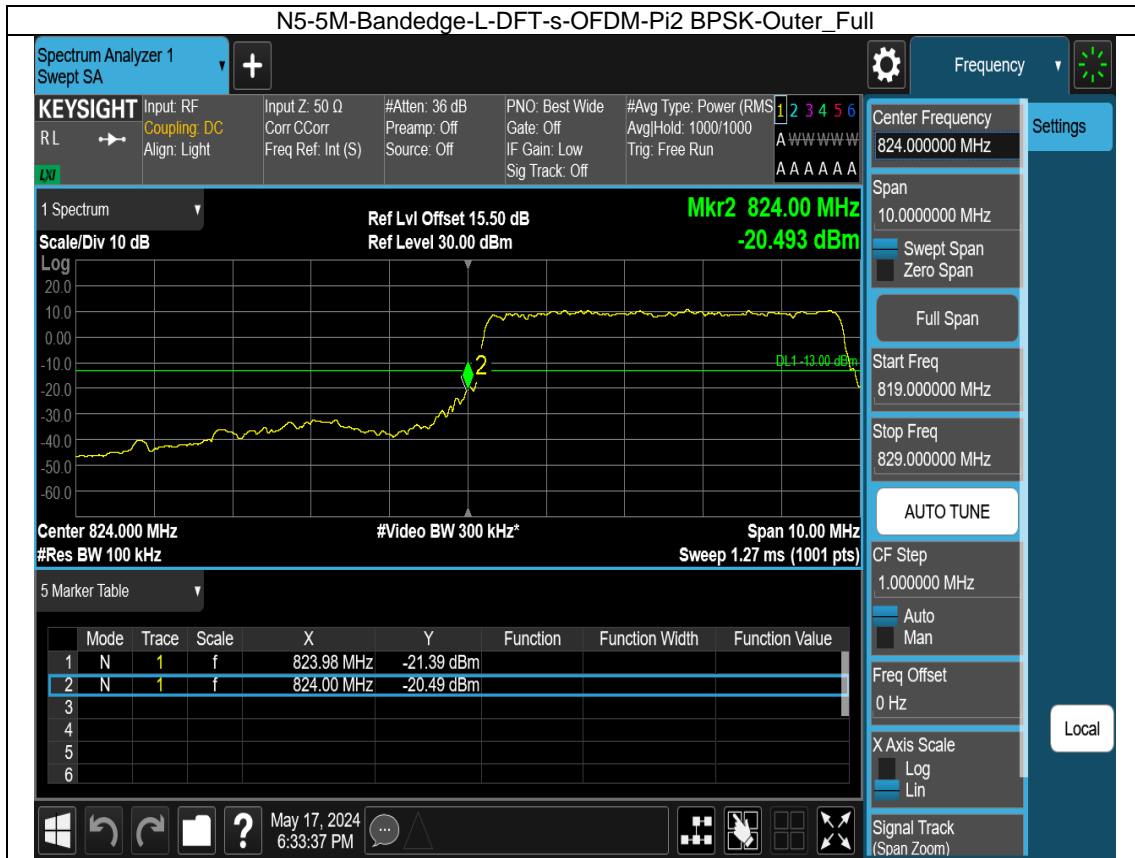 N5-5M-Bandedge-L-DFT-s-OFDM-Pi2 BPSK-Outer_Full
Spectrum Analyzer 1
Swept SA
+
Frequency
KEYSIGHT
RL
LXI
Input: RF
Coupling: DC
Align: Light
Input Z: 50 Ω
Corr CCorr
Freq Ref: Int (S)
#Atten: 36 dB
Preamp: Off
Source: Off
PNO: Best Wide
Gate: Off
IF Gain: Low
Sig Track: Off
#Avg Type: Power (RMS
Avg|Hold: 1000/1000
Trig: Free Run
1 2 3 4 5 6
A W W W W W
A A A A A A
Center Frequency
824.000000 MHz
Settings
Span
10.0000000 MHz
Swept Span
Zero Span
Full Span
Start Freq
819.000000 MHz
Stop Freq
829.000000 MHz
AUTO TUNE
CF Step
1.000000 MHz
Auto
Man
Freq Offset
0 Hz
X Axis Scale
Log
Lin
Signal Track
(Span Zoom)
Local
1 Spectrum
Scale/Div 10 dB
Ref Lvl Offset 15.50 dB
Ref Level 30.00 dBm
Mkr2 824.00 MHz
-20.493 dBm
Log
20.0
10.0
0.00
-10.0
-20.0
-30.0
-40.0
-50.0
-60.0
2
DL1 -13.00 dBm
Center 824.000 MHz
#Video BW 300 kHz*
Span 10.00 MHz
#Res BW 100 kHz
Sweep 1.27 ms (1001 pts)
5 Marker Table
Mode Trace Scale X Y Function Function Width Function Value
1 N 1 f 823.98 MHz -21.39 dBm
2 N 1 f 824.00 MHz -20.49 dBm
3
4
5
6
?
May 17, 2024
6:33:37 PM